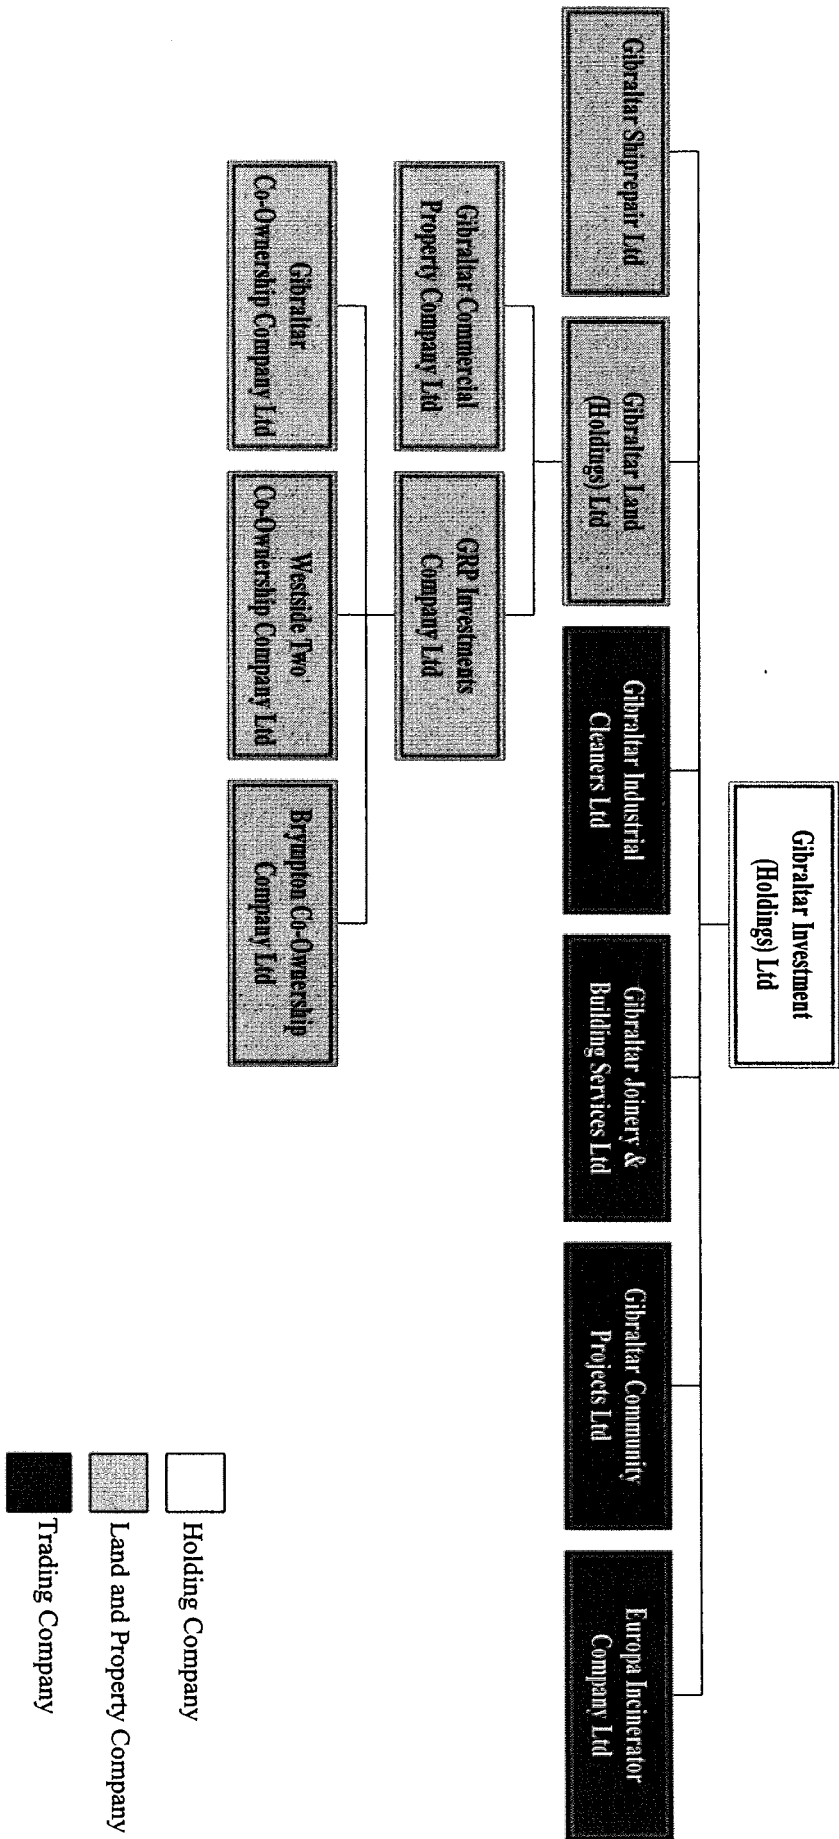 Gibraltar Investment
(Holdings) Ltd
Gibraltar Shiprepair Ltd
Gibraltar Land
(Holdings) Ltd
Gibraltar Industrial
Cleaners Ltd
Gibraltar Joinery &
Building Services Ltd
Gibraltar Community
Projects Ltd
Europa Incinerator
Company Ltd
Gibraltar Commercial
Property Company Ltd
GRP Investments
Company Ltd
Gibraltar
Co-Ownership Company Ltd
Westside Two
Co-Ownership Company Ltd
Brympton Co-Ownership
Company Ltd
Holding Company
Land and Property Company
Trading Company